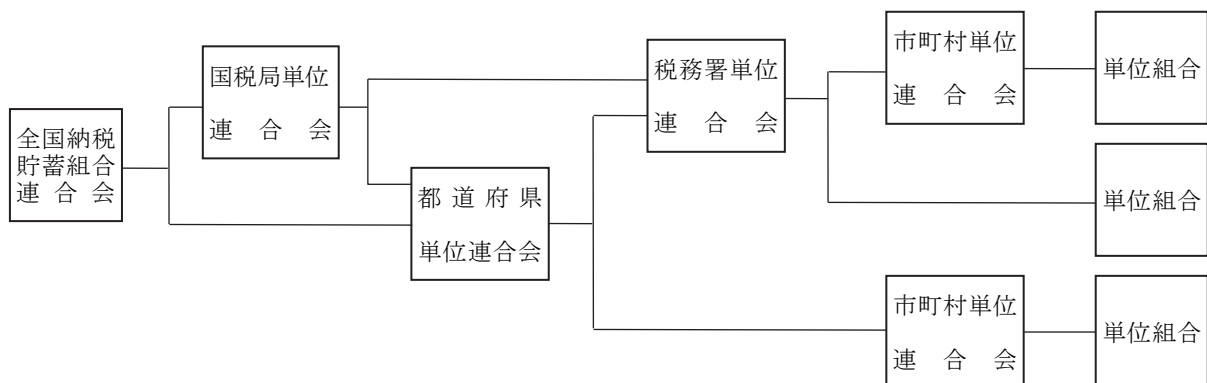 全国納税
貯蓄組合
連合会
国税局単位
連合会
都道府県
単位連合会
税務署単位
連合会
市町村単位
連合会
単位組合
単位組合
市町村単位
連合会
単位組合